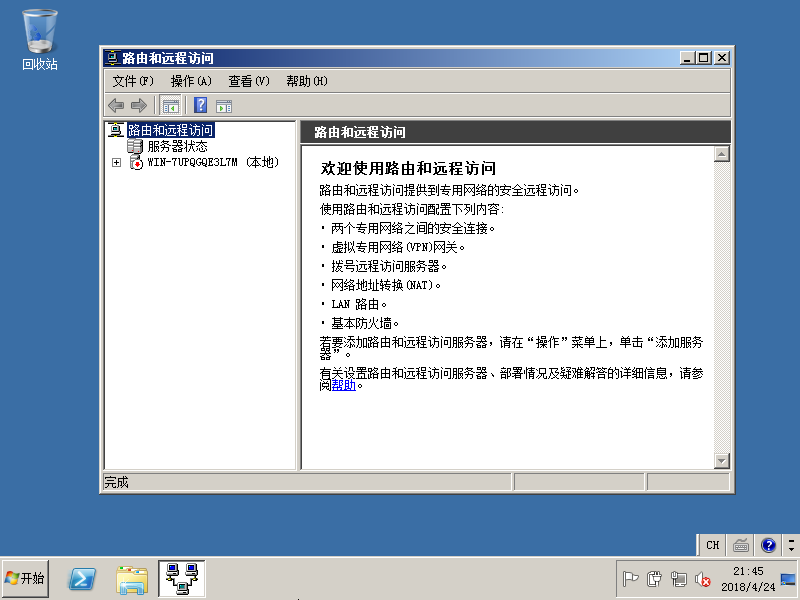 回收站
路由和远程访问
文件(F) 操作(A) 查看(V) 帮助(H)
路由和远程访问
服务器状态
WIN-7UPQGQE3L7M (本地)
路由和远程访问
欢迎使用路由和远程访问
路由和远程访问提供到专用网络的安全远程访问。
使用路由和远程访问配置下列内容:
· 两个专用网络之间的安全连接。
· 虚拟专用网络(VPN)网关。
· 拨号远程访问服务器。
· 网络地址转换(NAT)。
· LAN 路由。
· 基本防火墙。
若要添加路由和远程访问服务器，请在“操作”菜单上，单击“添加服务
器”。
有关设置路由和远程访问服务器、部署情况及疑难解答的详细信息，请参
阅帮助。
完成
CH
开始
21:45
2018/4/24